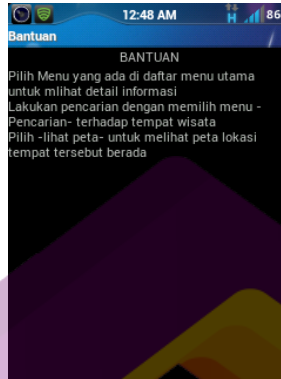 12:48 AM H 86
Bantuan
BANTUAN
Pilih Menu yang ada di daftar menu utama
untuk mlihat detail informasi
Lakukan pencarian dengan memilih menu -
Pencarian- terhadap tempat wisata
Pilih -lihat peta- untuk melihat peta lokasi
tempat tersebut berada